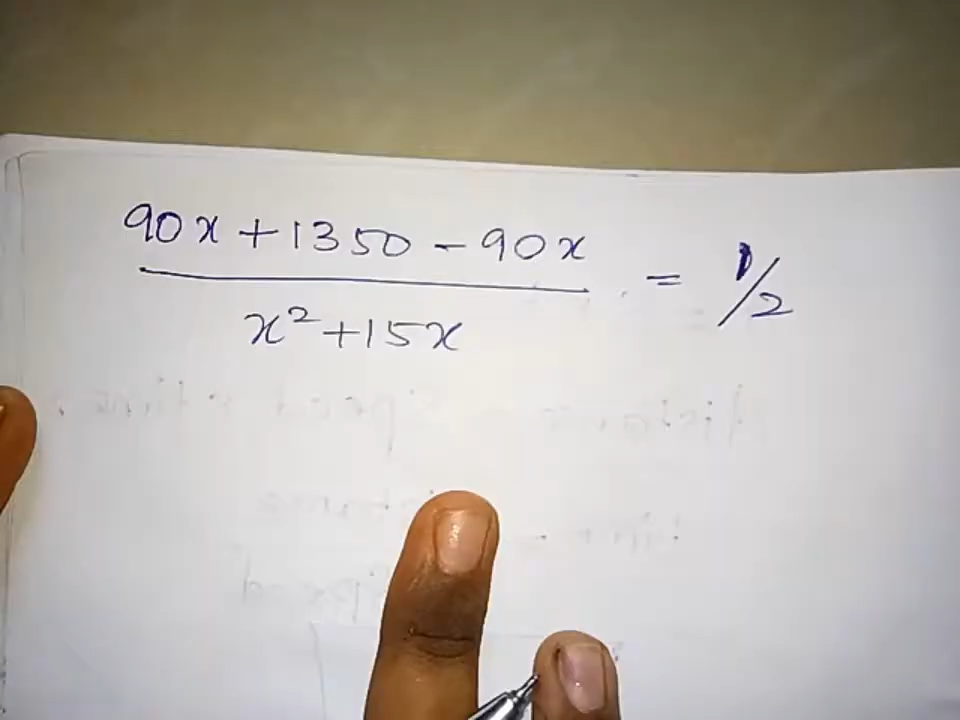 90x + 1350 - 90x
———————— = 1/2
x² + 15x